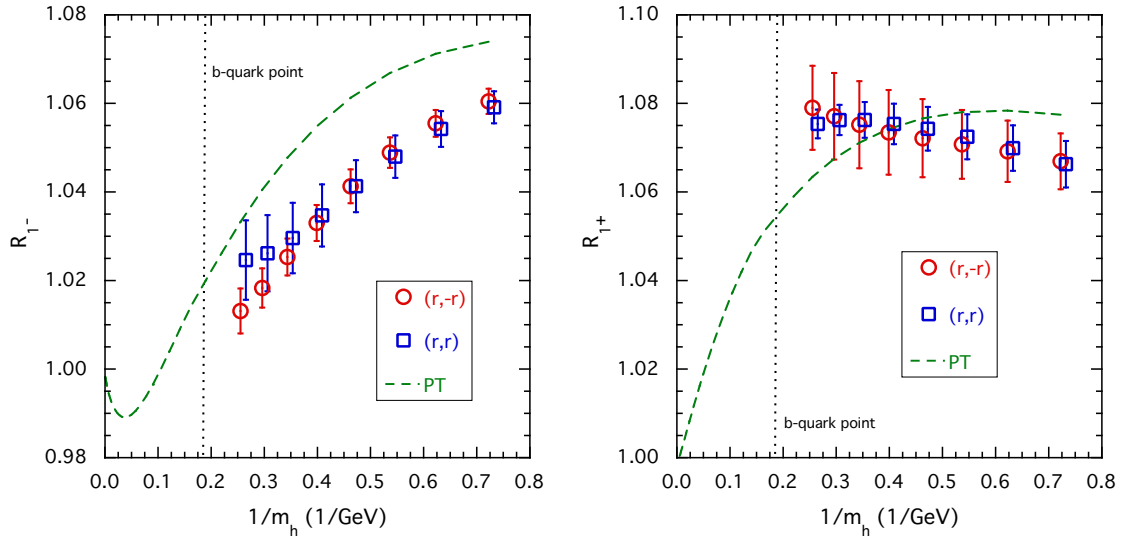 1.08
1.06
1.04
1.02
1.00
0.98
R1-
b-quark point
(r,-r)
(r,r)
PT
0.0 0.1 0.2 0.3 0.4 0.5 0.6 0.7 0.8
1/mh (1/GeV)
1.10
1.08
1.06
1.04
1.02
1.00
R1+
(r,-r)
(r,r)
PT
b-quark point
0.0 0.1 0.2 0.3 0.4 0.5 0.6 0.7 0.8
1/mh (1/GeV)